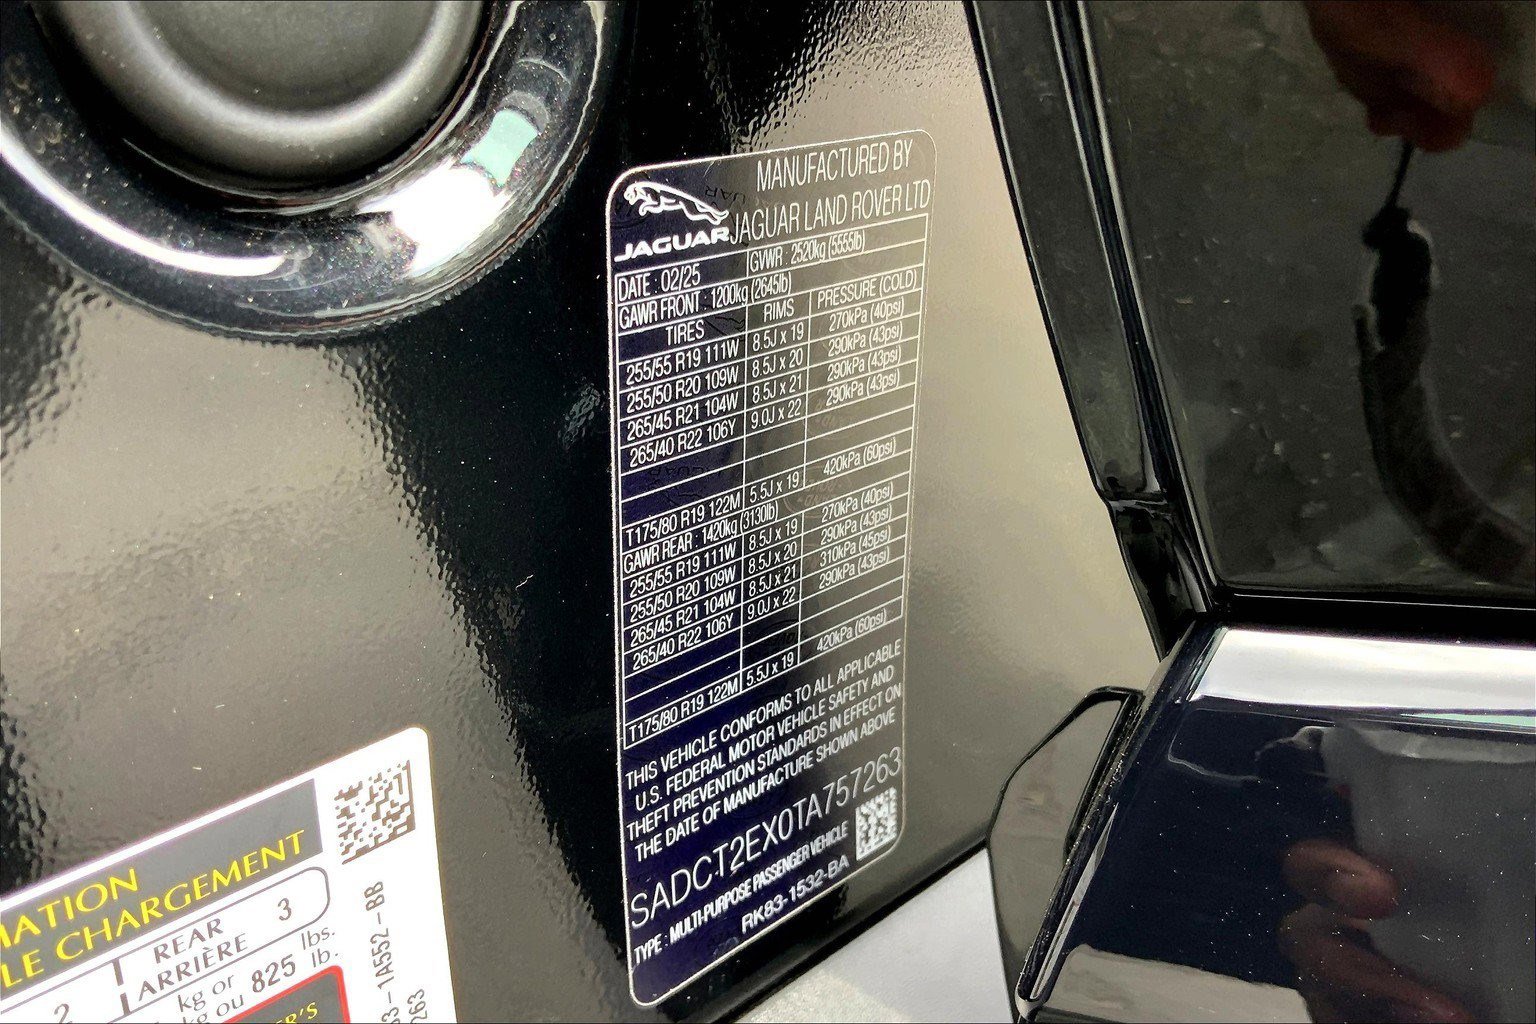 JAGUAR
MANUFACTURED BY
JAGUAR LAND ROVER LTD
DATE : 02/25 GVWR : 2520kg (5555lb)
GAWR FRONT : 1200kg (2645lb)
TIRES RIMS PRESSURE (COLD)
255/55 R19 111W 8.5J x 19 270kPa (40psi)
255/50 R20 109W 8.5J x 20 290kPa (43psi)
265/45 R21 104W 8.5J x 21 290kPa (43psi)
265/40 R22 106Y 9.0J x 22 290kPa (43psi)
T175/80 R19 122M 5.5J x 19 420kPa (60psi)
GAWR REAR : 1420kg (3130lb)
255/55 R19 111W 8.5J x 19 270kPa (40psi)
255/50 R20 109W 8.5J x 20 290kPa (43psi)
265/45 R21 104W 8.5J x 21 310kPa (45psi)
265/40 R22 106Y 9.0J x 22 290kPa (43psi)
T175/80 R19 122M 5.5J x 19 420kPa (60psi)
THIS VEHICLE CONFORMS TO ALL APPLICABLE
U.S. FEDERAL MOTOR VEHICLE SAFETY AND
THEFT PREVENTION STANDARDS IN EFFECT ON
THE DATE OF MANUFACTURE SHOWN ABOVE
SADCT2EX0TA757263
TYPE : MULTI-PURPOSE PASSENGER VEHICLE
RK83-1532-BA
MATION
LE CHARGEMENT
2 REAR 3
ARRIÈRE
kg or lbs.
kg ou 825 lb.
ER'S
53-1A552-BB
263